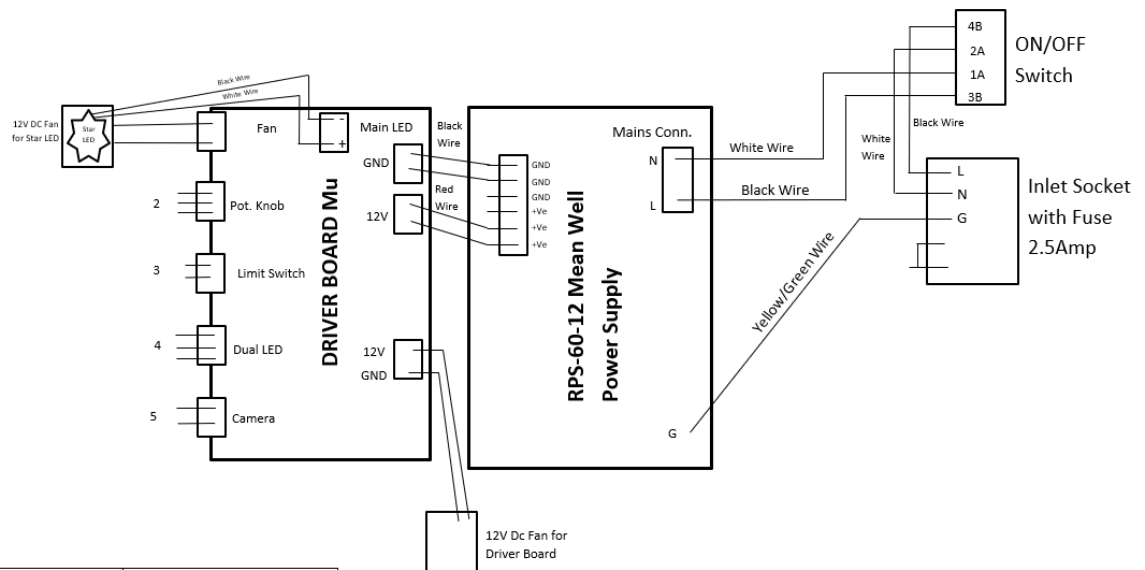 4B
2A
1A
3B
ON/OFF
Switch
Black Wire
White Wire
12V DC Fan
for Star LED
Star
LED
Fan
-
+
Main LED
GND
12V
Black
Wire
Red
Wire
GND
GND
GND
+Ve
+Ve
+Ve
Mains Conn.
N
L
White Wire
Black Wire
White
Wire
Black Wire
L
N
G
Inlet Socket
with Fuse
2.5Amp
2
Pot. Knob
3
Limit Switch
4
Dual LED
5
Camera
DRIVER BOARD Mu
12V
GND
RPS-60-12 Mean Well
Power Supply
Yellow/Green Wire
G
12V Dc Fan for
Driver Board